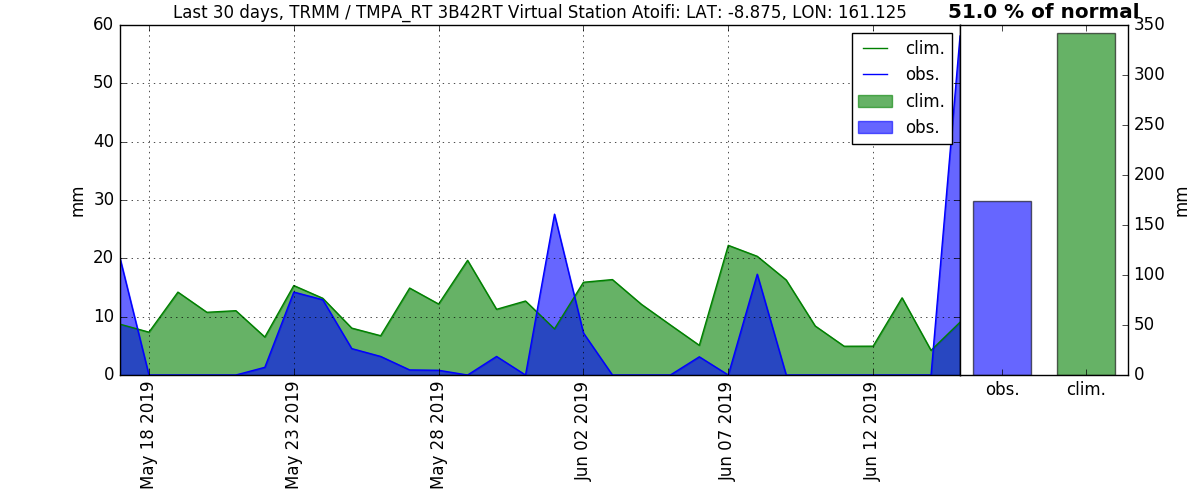 Last 30 days, TRMM / TMPA_RT 3B42RT Virtual Station Atoifi: LAT: -8.875, LON: 161.125
51.0 % of normal
60
50
40
30
20
10
0
mm
clim.
obs.
clim.
obs.
350
300
250
200
150
100
50
0
mm
May 18 2019
May 23 2019
May 28 2019
Jun 02 2019
Jun 07 2019
Jun 12 2019
obs.
clim.